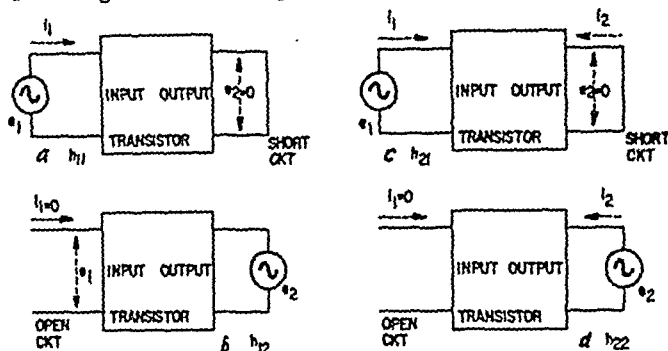 i1
i2
INPUT OUTPUT
e2=0
INPUT OUTPUT
e2=0
e1
TRANSISTOR
SHORT
CKT
e1
TRANSISTOR
SHORT
CKT
a h11
c h21
i1=0
i1=0
i2
e1
INPUT OUTPUT
e2
INPUT OUTPUT
e2
OPEN
CKT
TRANSISTOR
OPEN
CKT
TRANSISTOR
b h12
d h22